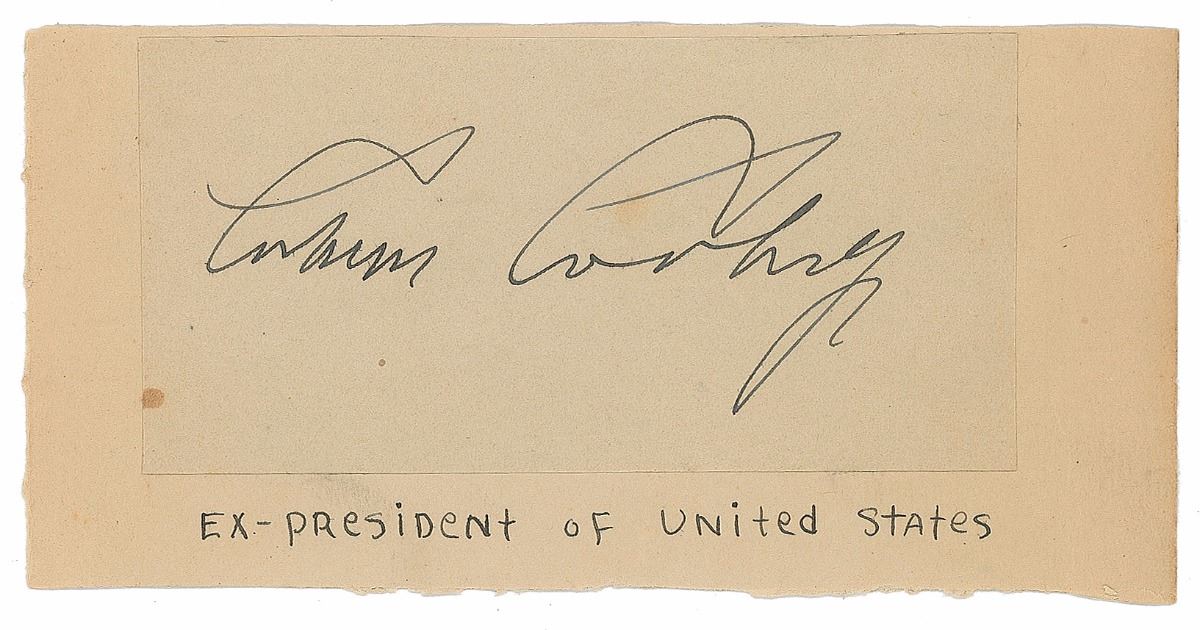 Calvin Coolidge
Ex-President of United States